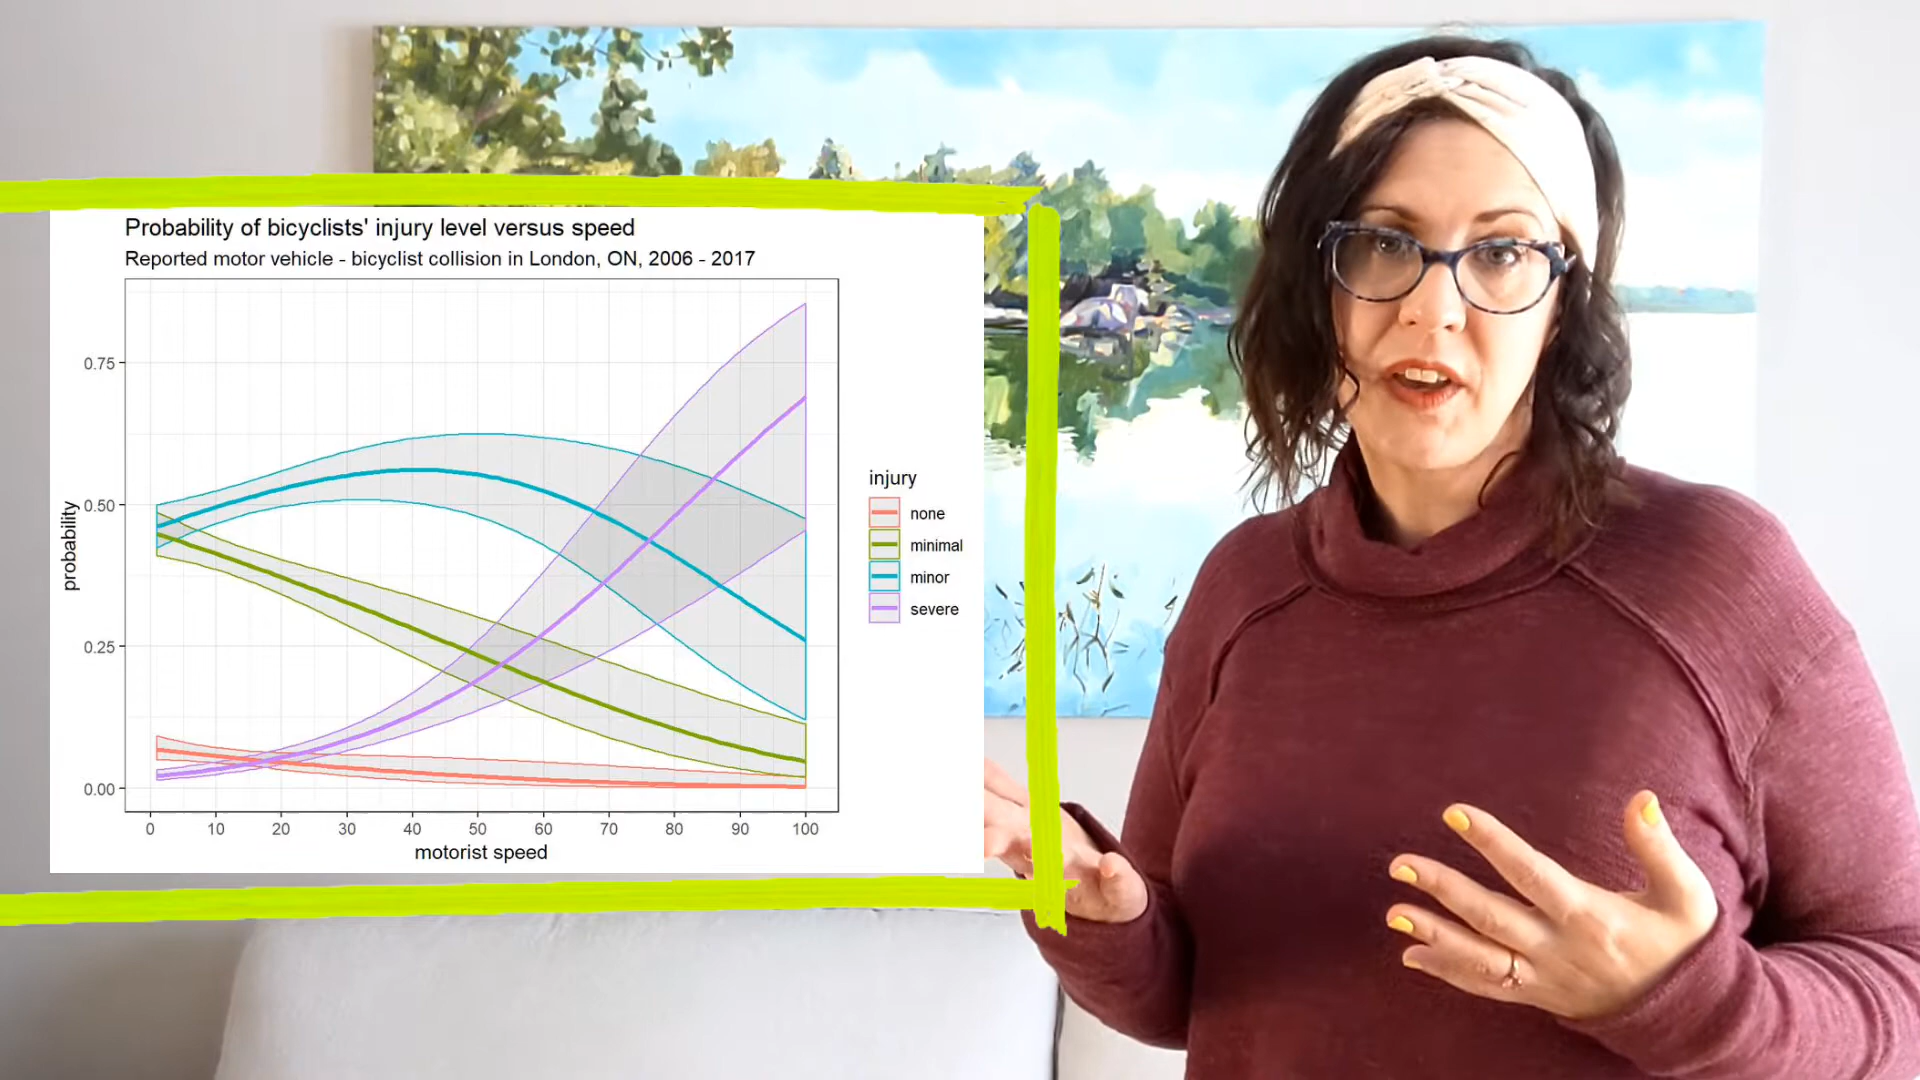 Probability of bicyclists' injury level versus speed
Reported motor vehicle - bicyclist collision in London, ON, 2006 - 2017
0.75
0.50
0.25
0.00
probability
0 10 20 30 40 50 60 70 80 90 100
motorist speed
injury
none
minimal
minor
severe